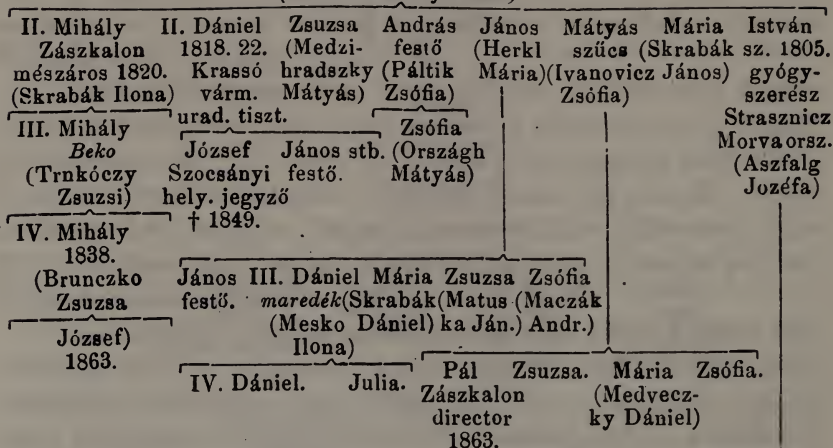 II. Mihály II. Dániel Zsuzsa András János Mátyás Mária István
Zászkalon 1818. 22. (Medzi- festő (Herkl szűcs (Skrabák sz. 1805.
mészáros 1820. Krassó hradszky (Páltik Mária) (Ivanovicz János) gyógy-
(Skrabák Ilona) várm. Mátyás) Zsófia) Zsófia) szerész
urad. tiszt. Strasznicz
III. Mihály Zsófia Morvaorsz.
Beko József János stb. (Országh (Aszfalg
(Trnkóczy Szocsányi festő. Mátyás) Jozéfa)
Zsuzsi) hely. jegyző
† 1849.
IV. Mihály
1838.
(Brunczko János III. Dániel Mária Zsuzsa Zsófia
Zsuzsa festő. maredék (Skrabák (Matus (Maczák
József) (Mesko Dániel) ka Ján.) Andr.)
1863. Ilona)
IV. Dániel. Julia. Pál Zsuzsa. Mária Zsófia.
Zászkalon (Medvecz-
director ky Dániel)
1863.